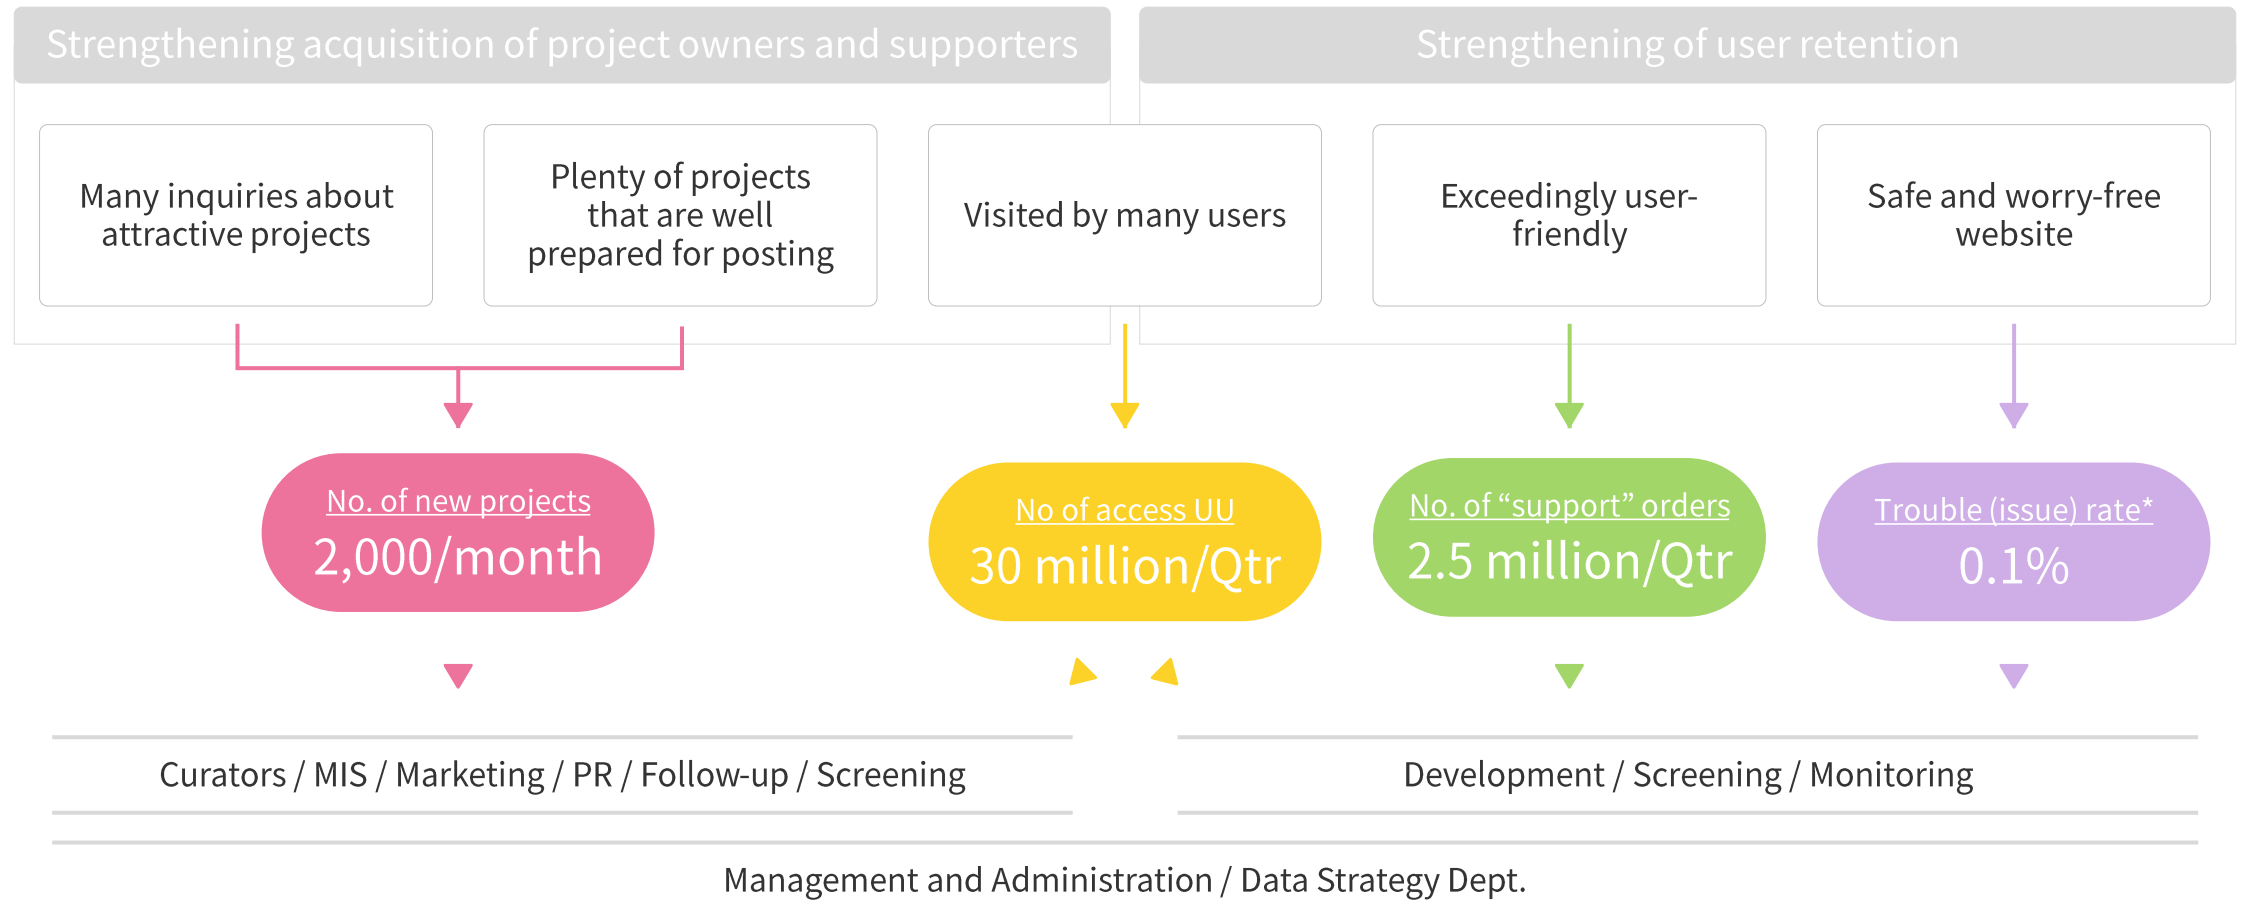 Strengthening acquisition of project owners and supporters
Strengthening of user retention
Many inquiries about
attractive projects
Plenty of projects
that are well
prepared for posting
Visited by many users
Exceedingly user-
friendly
Safe and worry-free
website
No. of new projects
2,000/month
No of access UU
30 million/Qtr
No. of “support” orders
2.5 million/Qtr
Trouble (issue) rate*
0.1%
Curators / MIS / Marketing / PR / Follow-up / Screening
Development / Screening / Monitoring
Management and Administration / Data Strategy Dept.